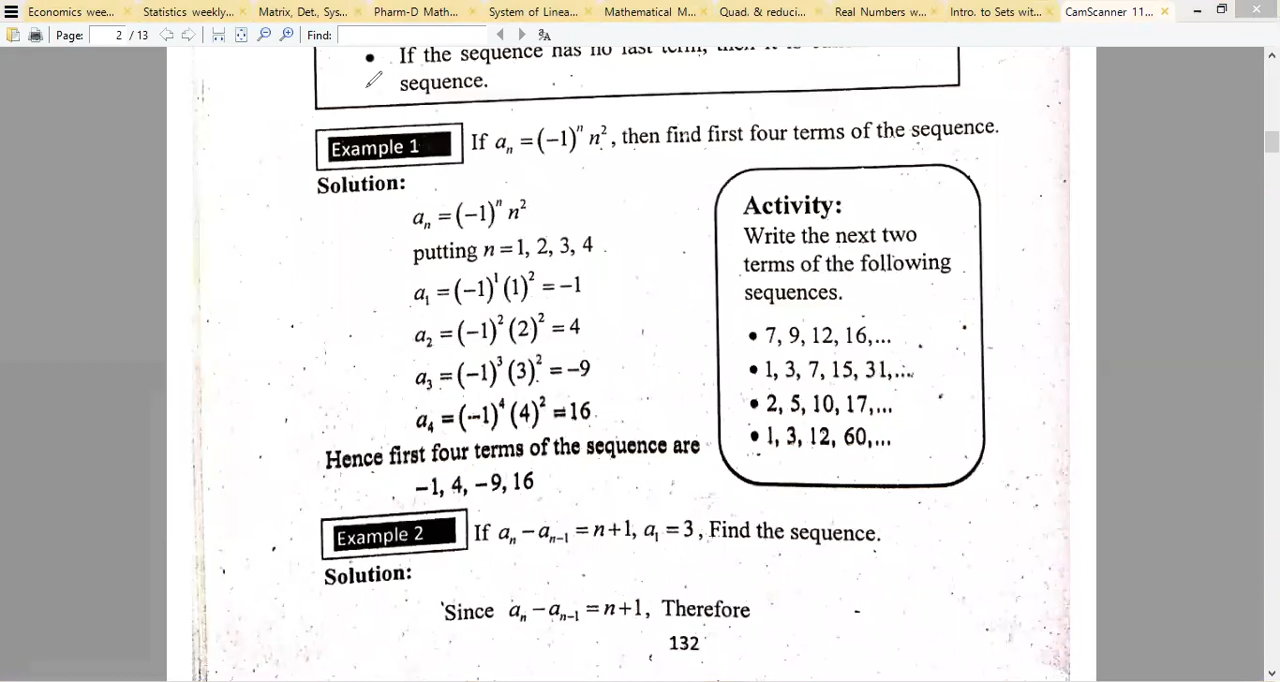 Economics wee...
Statistics weekly...
Matrix, Det., Sys...
Pharm-D Math...
System of Linea...
Mathematical M...
Quad. & reduci...
Real Numbers w...
Intro. to Sets wit...
CamScanner 11...
Page: 2 / 13 Find:
• If the sequence has no last term,
sequence.
Example 1 If aₙ = (−1)ⁿ n², then find first four terms of the sequence.
Solution:
aₙ = (−1)ⁿ n²
putting n = 1, 2, 3, 4
a₁ = (−1)¹ (1)² = −1
a₂ = (−1)² (2)² = 4
a₃ = (−1)³ (3)² = −9
a₄ = (−1)⁴ (4)² = 16
Hence first four terms of the sequence are
−1, 4, −9, 16
Activity:
Write the next two
terms of the following
sequences.
• 7, 9, 12, 16,...
• 1, 3, 7, 15, 31,...
• 2, 5, 10, 17,...
• 1, 3, 12, 60,...
Example 2 If aₙ − aₙ₋₁ = n+1, a₁ = 3, Find the sequence.
Solution:
Since aₙ − aₙ₋₁ = n+1, Therefore
132